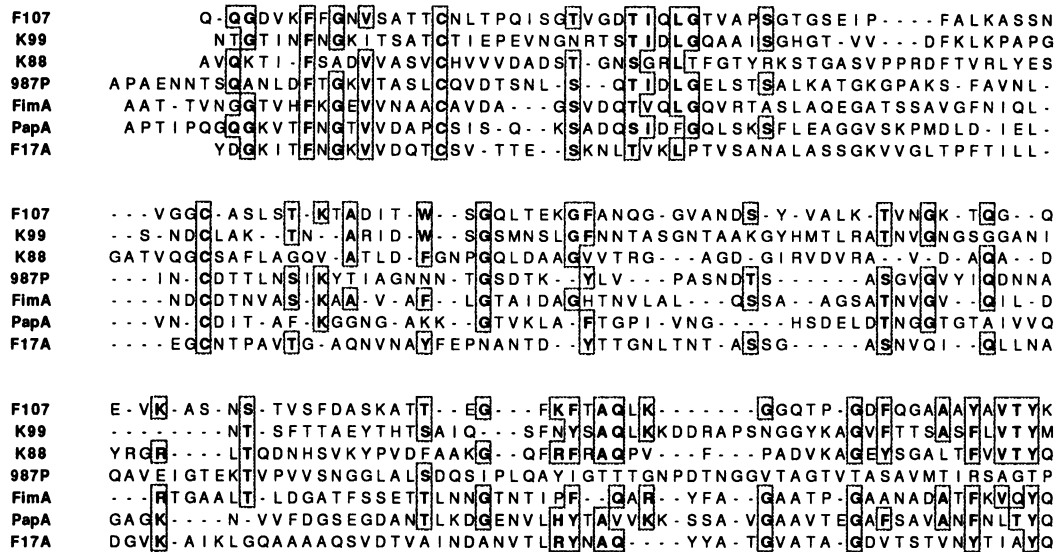 F107 Q-QGDVKFFGNVSATTCNLTPQISGTVGDTIQLGTVAPSGTGSEIP----FALKASSN
K99 NTGTINFNGKITSATCTIEPEVNGNRTSTIDLGQAAISGHGT-VV---DFKLKPAPG
K88 AVQKTI-FSADVVASVCHVVVDADST-GNSGRLTFGTYRKSTGASVPPRDFTVRLYES
987P APAENNTSQANLDFTGKVTASLCQVDTSNL-S--QTIDLGELSTSALKATGKGPAKS-FAVNL-
FimA AAT-TVNGGTVHFKGEVVNAACAVDA---GSVDQTVQLGQVRTASLAQEGATSSAVGFNIQL-
PapA APTIPQGQGKVTFNGTVVDAPCSIS-Q--KSADQSIDFGQLSKSFLEAGGVSKPMDLD-IEL-
F17A YDGKITFNGKVVDQTCSV-TTE--SKNLTVKLPTVSANALASSGKVVGLTPFTILL-
F107 ---VGGC-ASLST-KTADIT-W--SGQLTEKGFANQG-GVANDS-Y-VALK-TVNGK-TQG--Q
K99 --S-NDCLAK--TN--ARID-W--SGSMNSLGFNNTASGNTAAKGYHMTLRATNVGNGSGGANI
K88 GATVQGCSAFLAGQV-ATLD-FGNPGQLDAAGVVTRG-AGD-GIRVDVRA--V-D-AQA--D
987P ---IN-CDTTLNS-KYTIAGNNN-TGSDTK--YLV--PASNDTS-----ASGVGVYIQDNNA
FimA ---NDCDTNVAS-KAA-V-AF-LGTAIDAGHTNVLAL--QSSA--AGSATNVGV--QIL-D
PapA ---VN-CDIT-AF-KGGNG-AKK--GTVKLA-FTGPI-VNG-----HSDELDTNGGTGTAIVVQ
F17A ----EGCNTPAVTG-AQNVNAYFEPNANTD--YTTGNLTNT-ASSG-----ASNVQI--QLLNA
F107 E-VK-AS-NS-TVSFDASKATT--EG---FKFTAQLK-------GGQTP-GDFQGAAAYAVTYK
K99 -------NT-SFTTAEYTHTSAIQ---SFNYSAQLKKDDRAPSNGGYKAGVFTTSASFLVTYM
K88 YRGR---LTQDNHSVKYPVDFAAKG--QFRFRAQPV---F--PADVKAGEYSGALTFVVTYQ
987P QAVEIGTEKTVPVVSNGGLALSDQSIPLQAYIGTTTGNPDTNGGVTAGTVTASAVMTIRSAGTP
FimA ----RTGAALT-LDGATFSSETTLNNGTNTIPF--QAR---YFA-GAATP-GAANADATFKVQYQ
PapA GAGK----N-VVFDGSEGDANTLKDGENVLHYTAVVKK-SSA-VGAAVTEGAFSAVANFNLTYQ
F17A DGVK-AIKLGQAAAAQSVDTVAINDANVTLRYNAQ---YYA-TGVATA-GDVTSTVNYTIAYQ